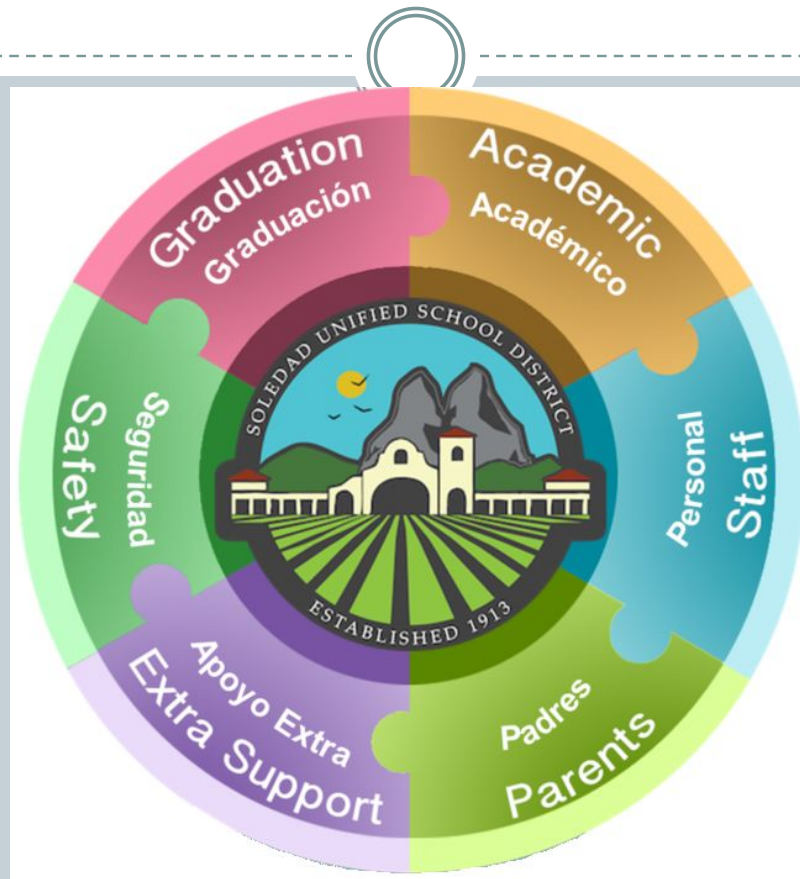 Graduation
Graduación
Academic
Académico
Staff
Personal
Parents
Padres
Apoyo Extra
Extra Support
Safety
Seguridad
SOLEDAD UNIFIED SCHOOL DISTRICT
ESTABLISHED 1913